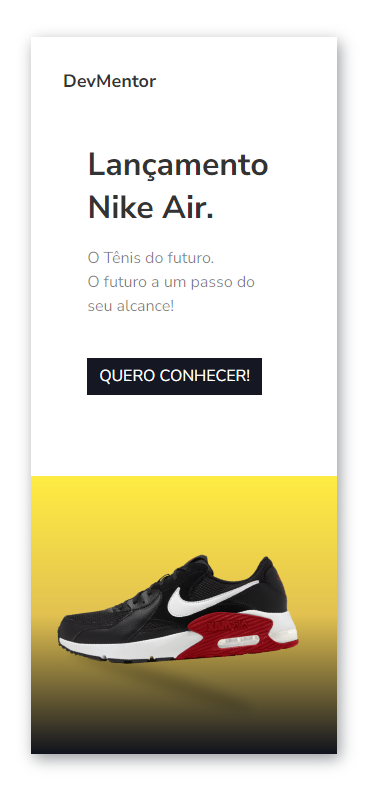 DevMentor
Lançamento
Nike Air.
O Tênis do futuro.
O futuro a um passo do
seu alcance!
QUERO CONHECER!